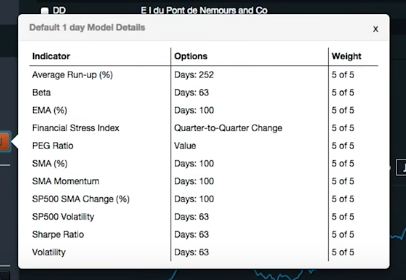 DD E I du Pont de Nemours and Co
Default 1 day Model Details x
Indicator Options Weight
Average Run-up (%) Days: 252 5 of 5
Beta Days: 63 5 of 5
EMA (%) Days: 100 5 of 5
Financial Stress Index Quarter-to-Quarter Change 5 of 5
PEG Ratio Value 5 of 5
SMA (%) Days: 100 5 of 5
SMA Momentum Days: 100 5 of 5
SP500 SMA Change (%) Days: 100 5 of 5
SP500 Volatility Days: 63 5 of 5
Sharpe Ratio Days: 63 5 of 5
Volatility Days: 63 5 of 5